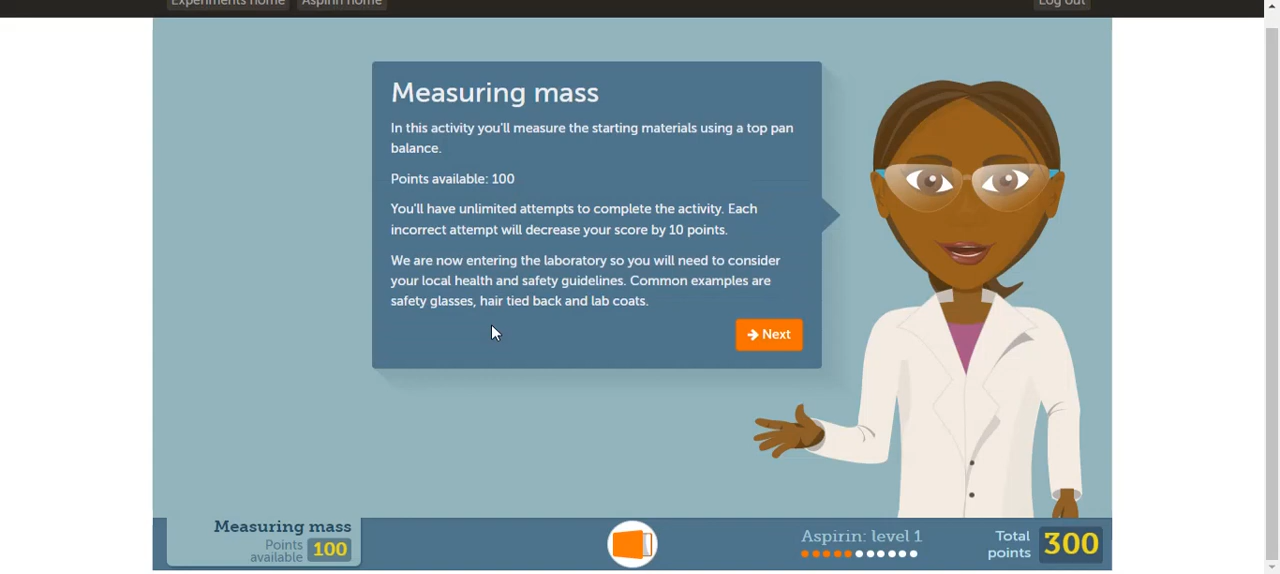 Experiments home Aspirin home Log out
Measuring mass
In this activity you'll measure the starting materials using a top pan
balance.
Points available: 100
You'll have unlimited attempts to complete the activity. Each
incorrect attempt will decrease your score by 10 points.
We are now entering the laboratory so you will need to consider
your local health and safety guidelines. Common examples are
safety glasses, hair tied back and lab coats.
Next
Measuring mass
Points
available 100
Aspirin: level 1
Total
points 300